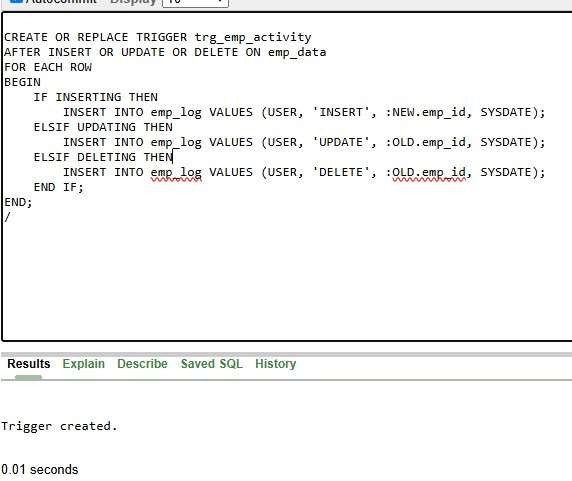 Autocommit Display 10
CREATE OR REPLACE TRIGGER trg_emp_activity
AFTER INSERT OR UPDATE OR DELETE ON emp_data
FOR EACH ROW
BEGIN
    IF INSERTING THEN
        INSERT INTO emp_log VALUES (USER, 'INSERT', :NEW.emp_id, SYSDATE);
    ELSIF UPDATING THEN
        INSERT INTO emp_log VALUES (USER, 'UPDATE', :OLD.emp_id, SYSDATE);
    ELSIF DELETING THEN
        INSERT INTO emp_log VALUES (USER, 'DELETE', :OLD.emp_id, SYSDATE);
    END IF;
END;
/
Results Explain Describe Saved SQL History
Trigger created.
0.01 seconds